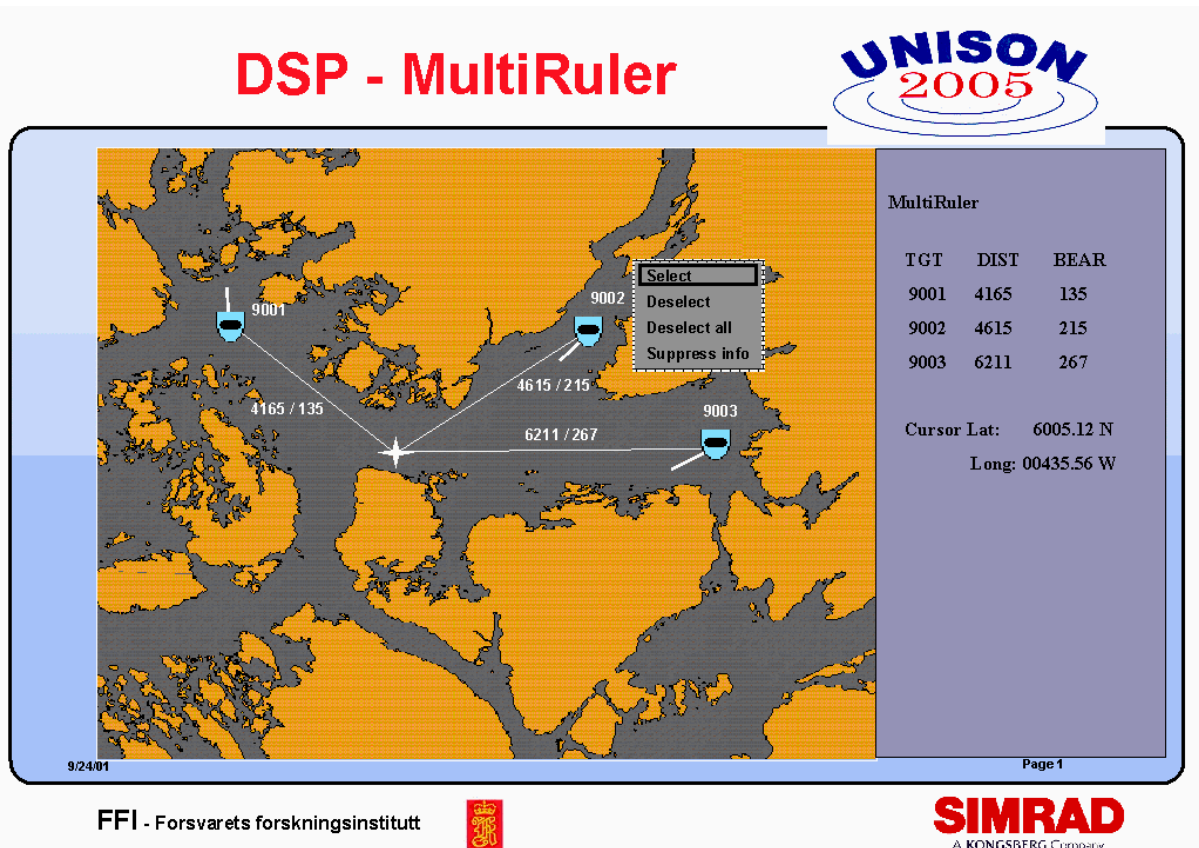 DSP - MultiRuler
UNISON
2005
MultiRuler
TGT DIST BEAR
9001 4165 135
9002 4615 215
9003 6211 267
Cursor Lat: 6005.12 N
Long: 00435.56 W
9001
9002
9003
Select
Deselect
Deselect all
Suppress info
4165 / 135
4615 / 215
6211 / 267
9/24/01
Page 1
FFI - Forsvarets forskningsinstitutt
SIMRAD
A KONGSBERG Company